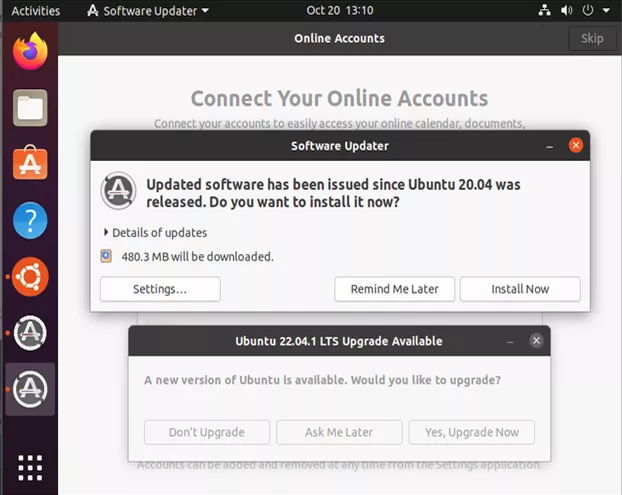 Activities
Software Updater
Oct 20 13:10
Online Accounts
Skip
Connect Your Online Accounts
Connect your accounts to easily access your online calendar, documents,
Software Updater
Updated software has been issued since Ubuntu 20.04 was
released. Do you want to install it now?
Details of updates
480.3 MB will be downloaded.
Settings...
Remind Me Later
Install Now
Ubuntu 22.04.1 LTS Upgrade Available
A new version of Ubuntu is available. Would you like to upgrade?
Don't Upgrade
Ask Me Later
Yes, Upgrade Now
Accounts can be added and removed at any time from the Settings application.